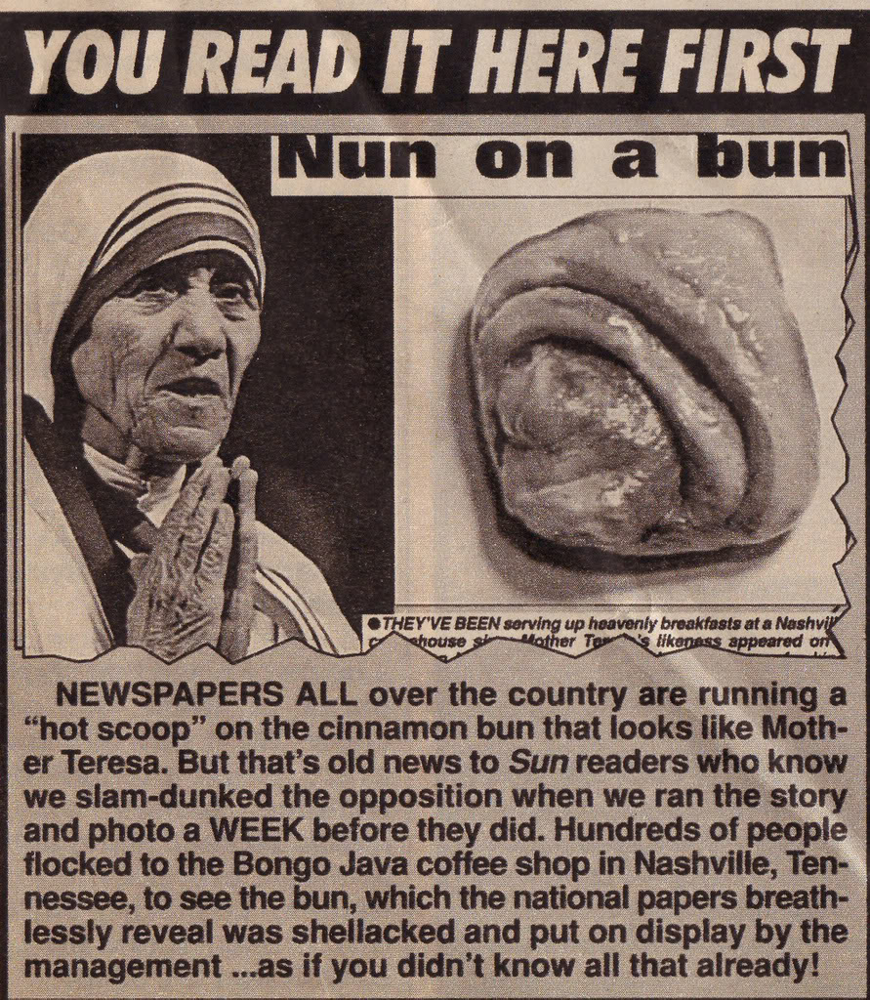 YOU READ IT HERE FIRST
Nun on a bun
● THEY'VE BEEN serving up heavenly breakfasts at a Nashvil
house Mother likeness appeared on
NEWSPAPERS ALL over the country are running a
“hot scoop” on the cinnamon bun that looks like Moth-
er Teresa. But that’s old news to Sun readers who know
we slam-dunked the opposition when we ran the story
and photo a WEEK before they did. Hundreds of people
flocked to the Bongo Java coffee shop in Nashville, Ten-
nessee, to see the bun, which the national papers breath-
lessly reveal was shellacked and put on display by the
management ...as if you didn’t know all that already!